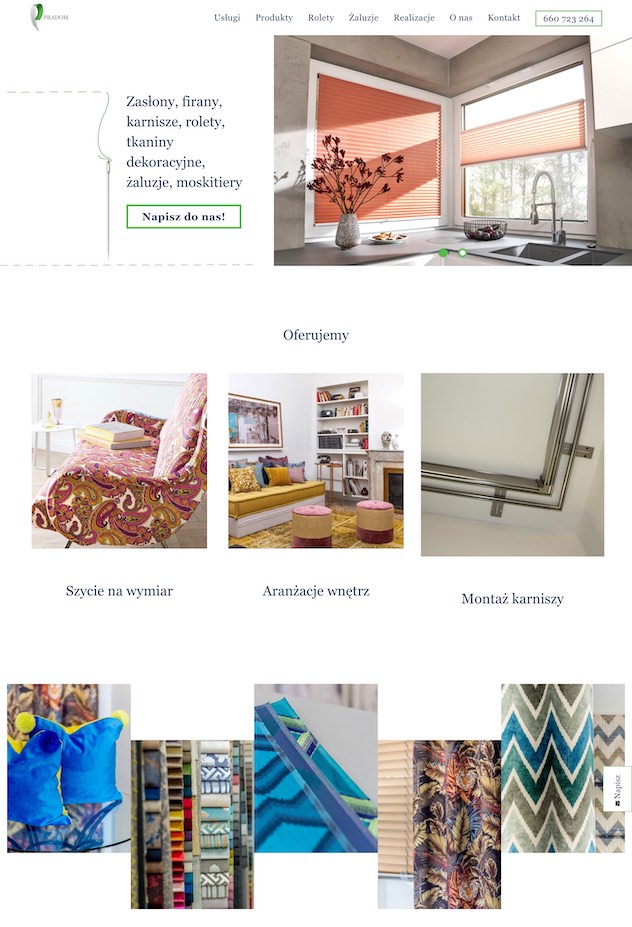 PRADOM
Usługi Produkty Rolety Żaluzje Realizacje O nas Kontakt 660 723 264
Zasłony, firany,
karnisze, rolety,
tkaniny
dekoracyjne,
żaluzje, moskitiery
Napisz do nas!
Oferujemy
Szycie na wymiar Aranżacje wnętrz Montaż karniszy
Napisz